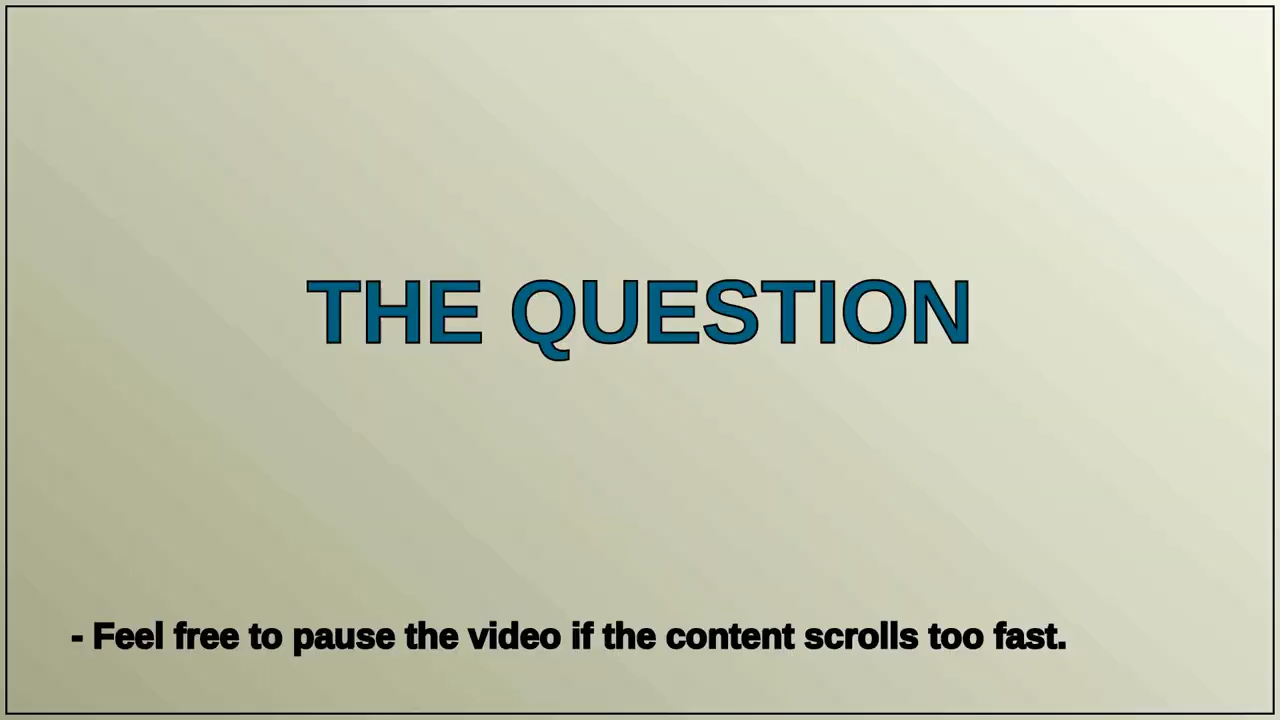 THE QUESTION
- Feel free to pause the video if the content scrolls too fast.